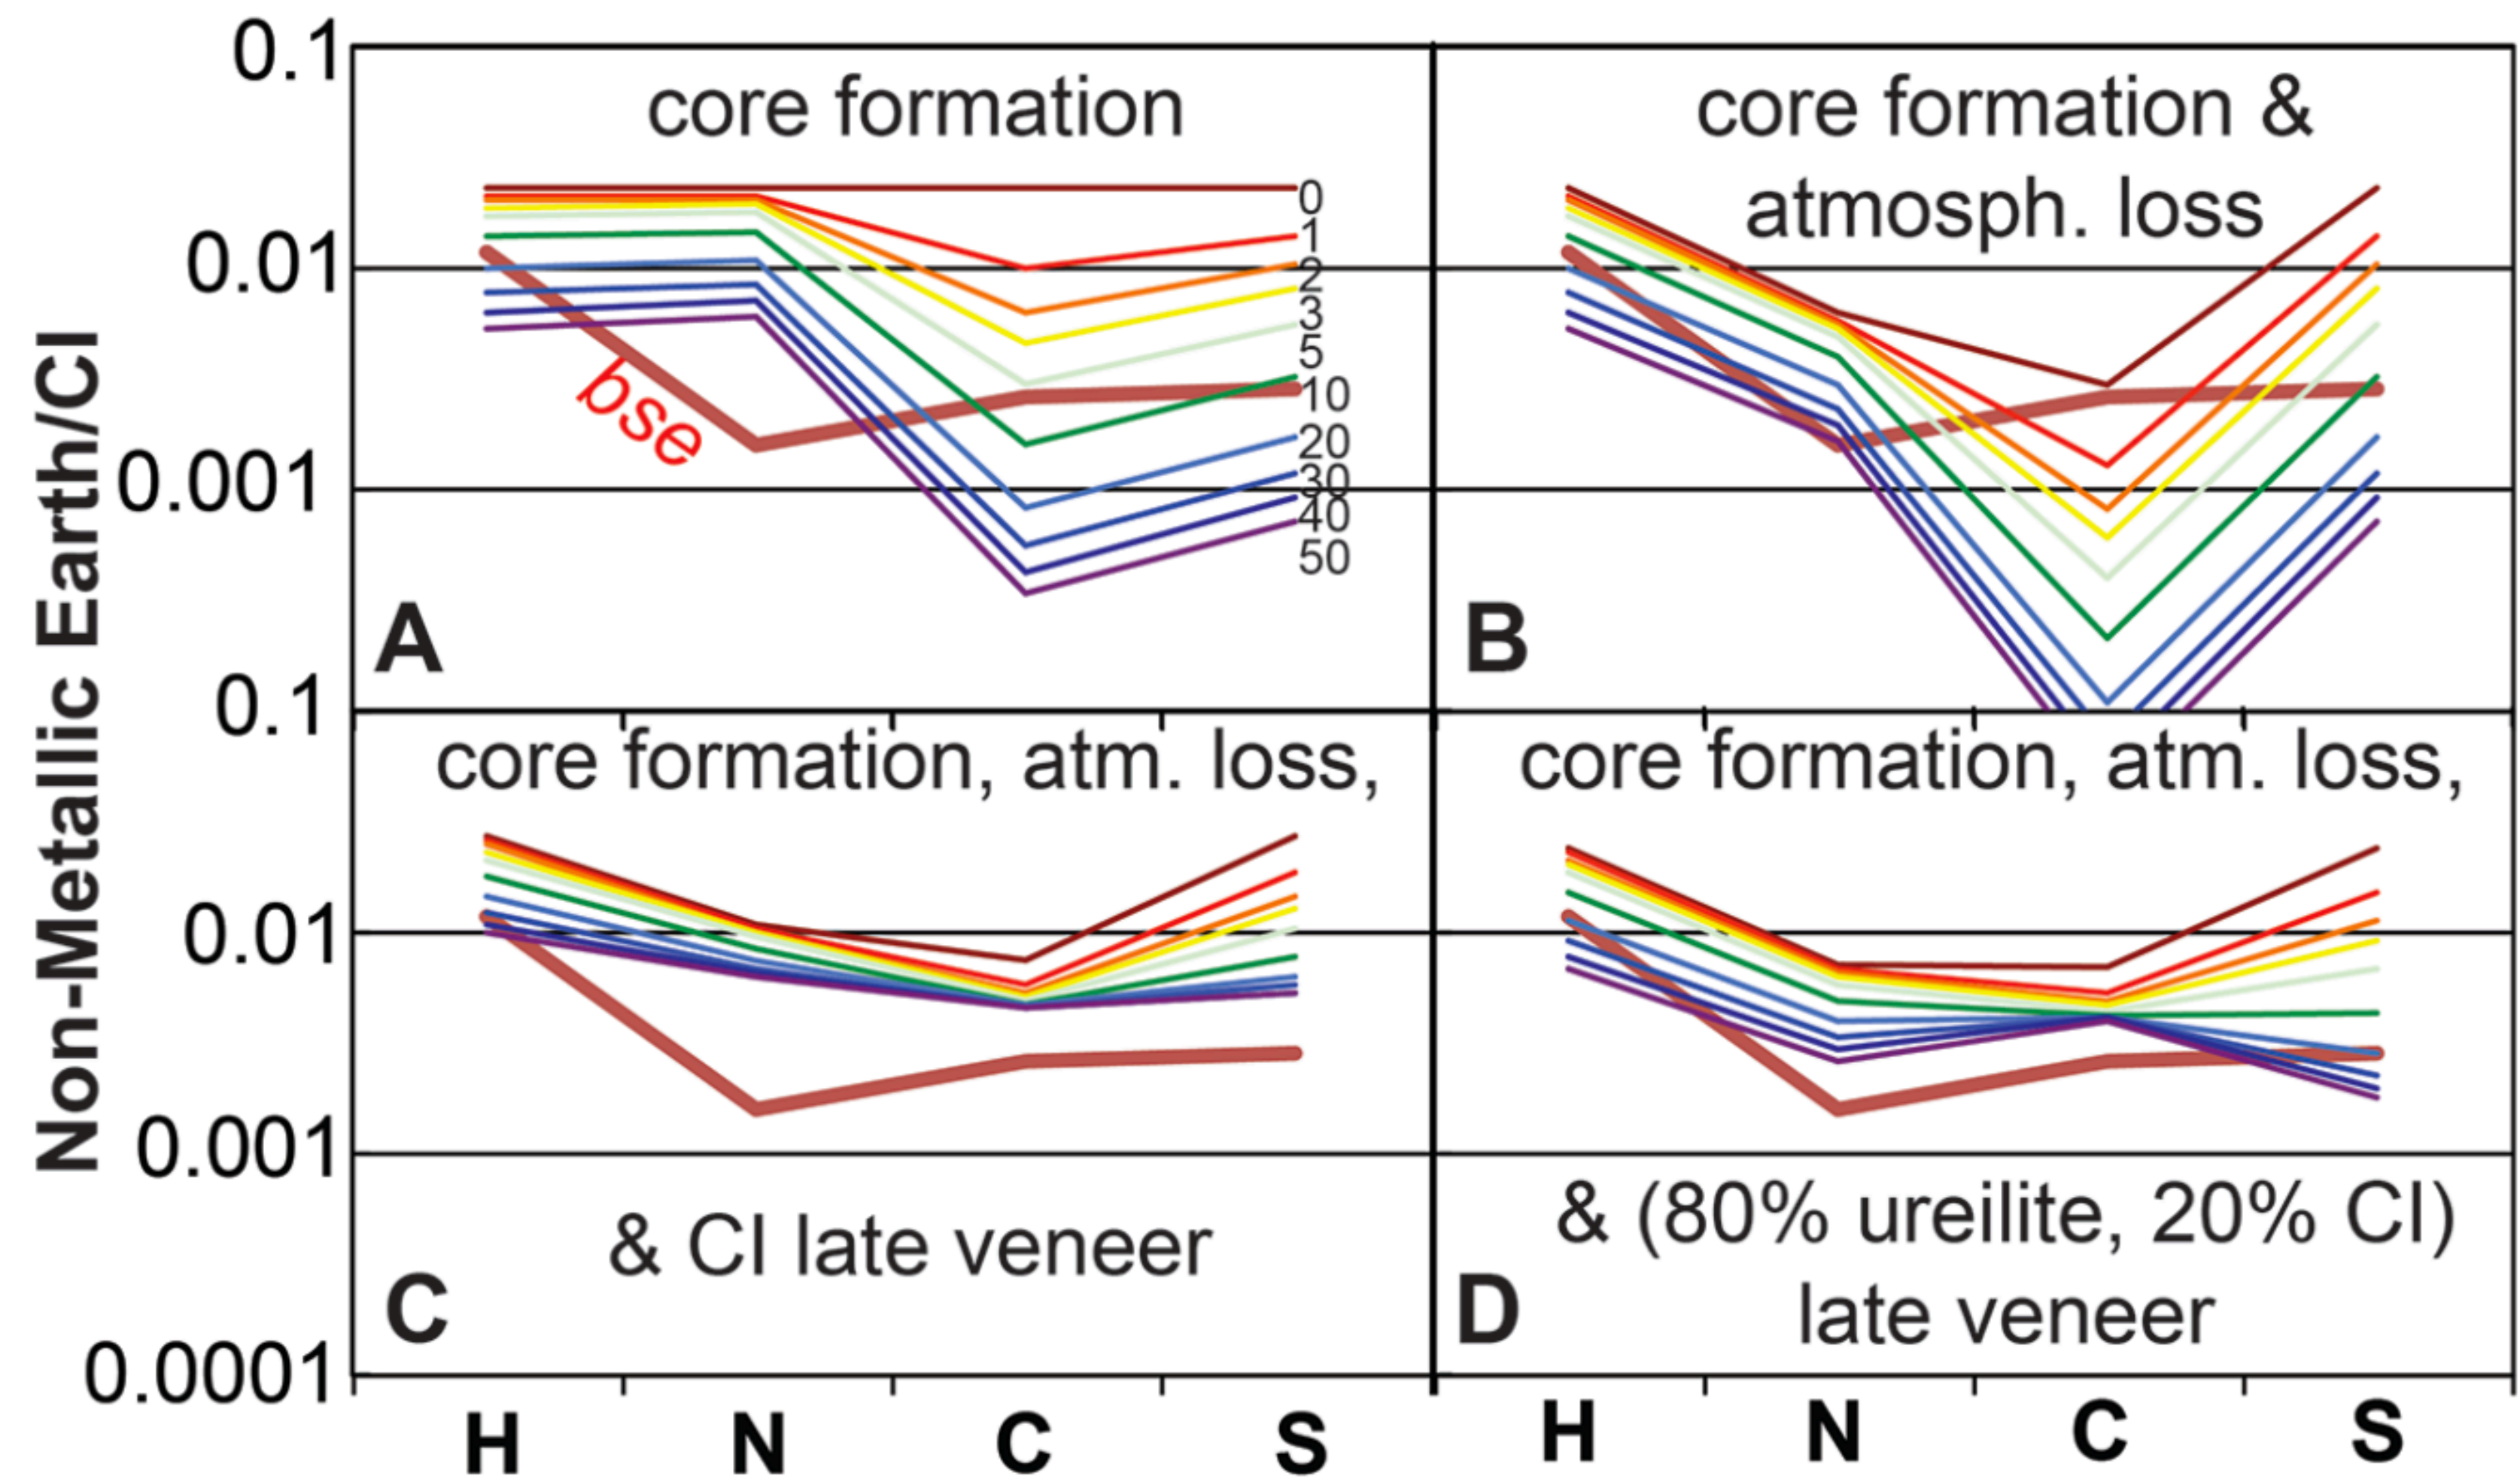 Non-Metallic Earth/CI
0.1
0.01
0.001
0.1
0.01
0.001
0.0001
core formation
bse
0
1
2
3
5
10
20
30
40
50
A
core formation &
atmosph. loss
B
core formation, atm. loss,
& CI late veneer
C
core formation, atm. loss,
& (80% ureilite, 20% CI)
late veneer
D
H N C S
H N C S